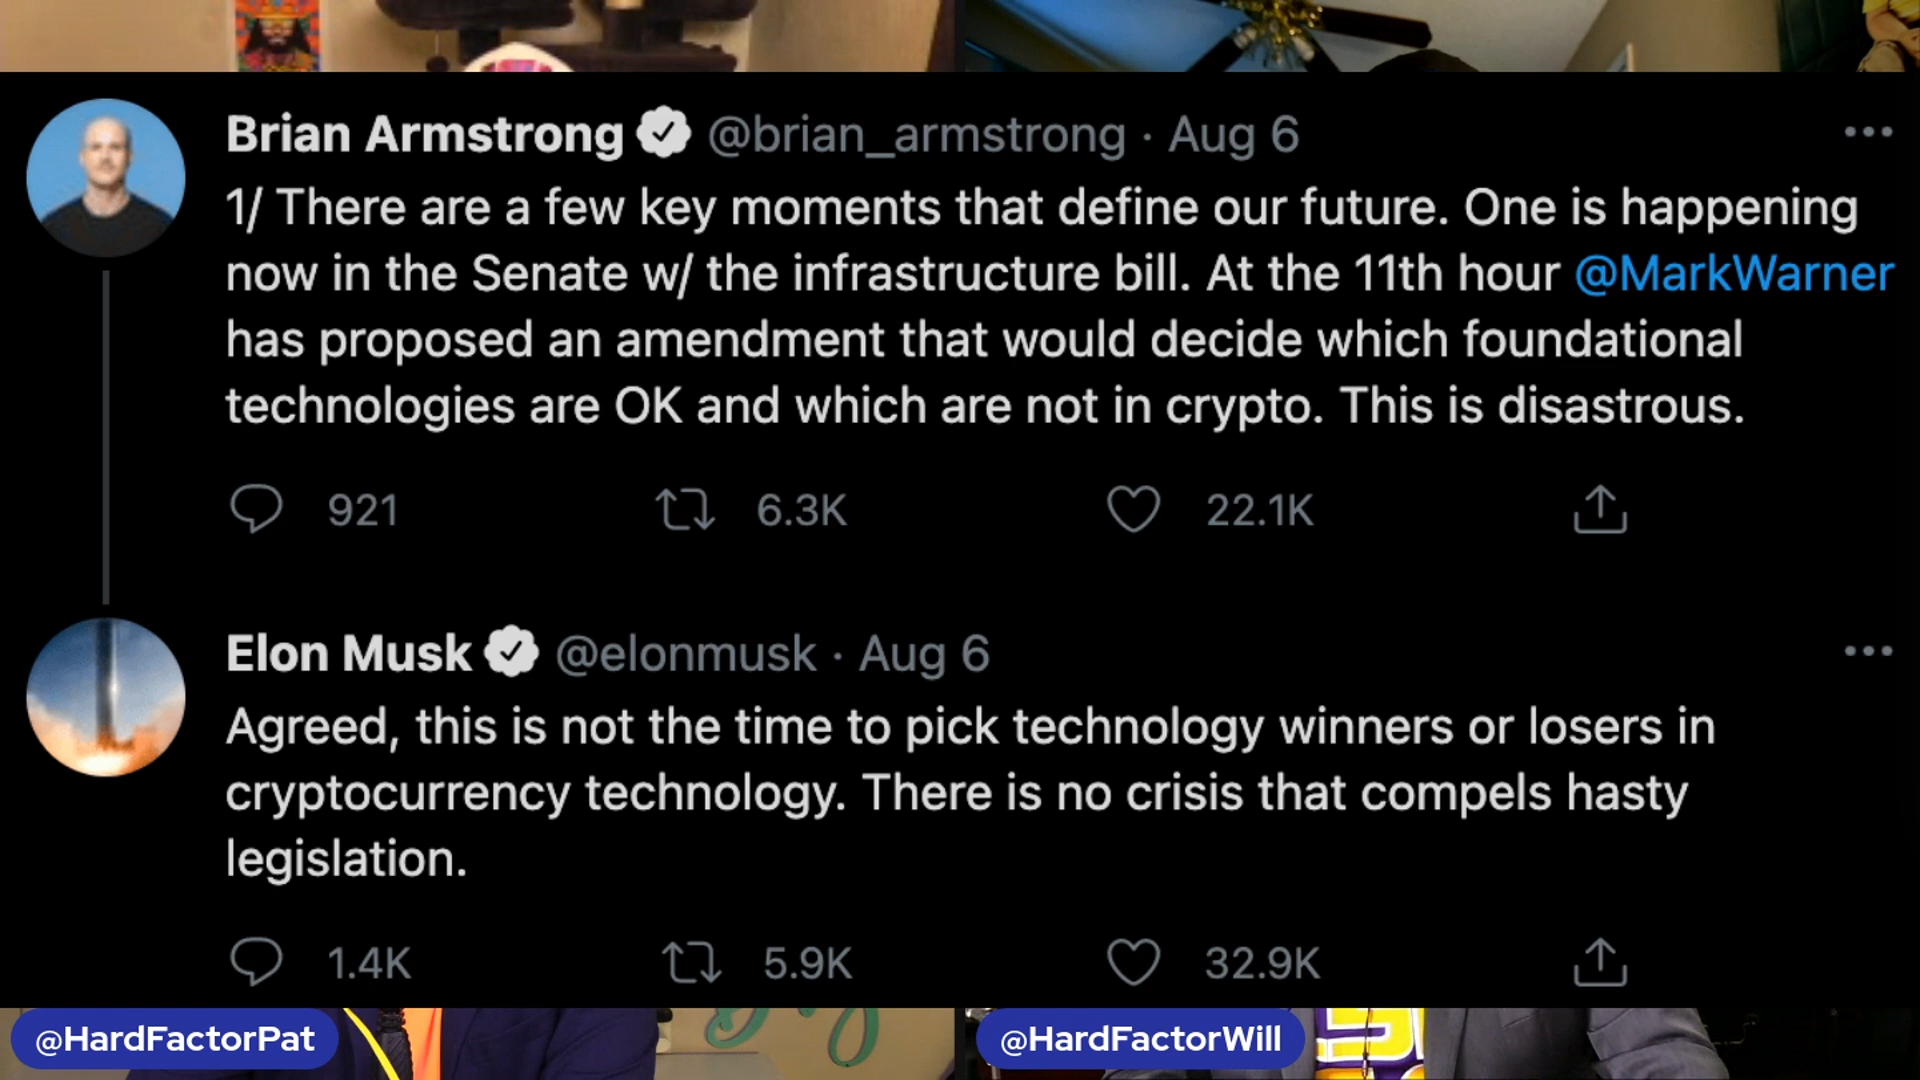 Brian Armstrong @brian_armstrong · Aug 6
1/ There are a few key moments that define our future. One is happening
now in the Senate w/ the infrastructure bill. At the 11th hour @MarkWarner
has proposed an amendment that would decide which foundational
technologies are OK and which are not in crypto. This is disastrous.
921 6.3K 22.1K
Elon Musk @elonmusk · Aug 6
Agreed, this is not the time to pick technology winners or losers in
cryptocurrency technology. There is no crisis that compels hasty
legislation.
1.4K 5.9K 32.9K
@HardFactorPat
@HardFactorWill